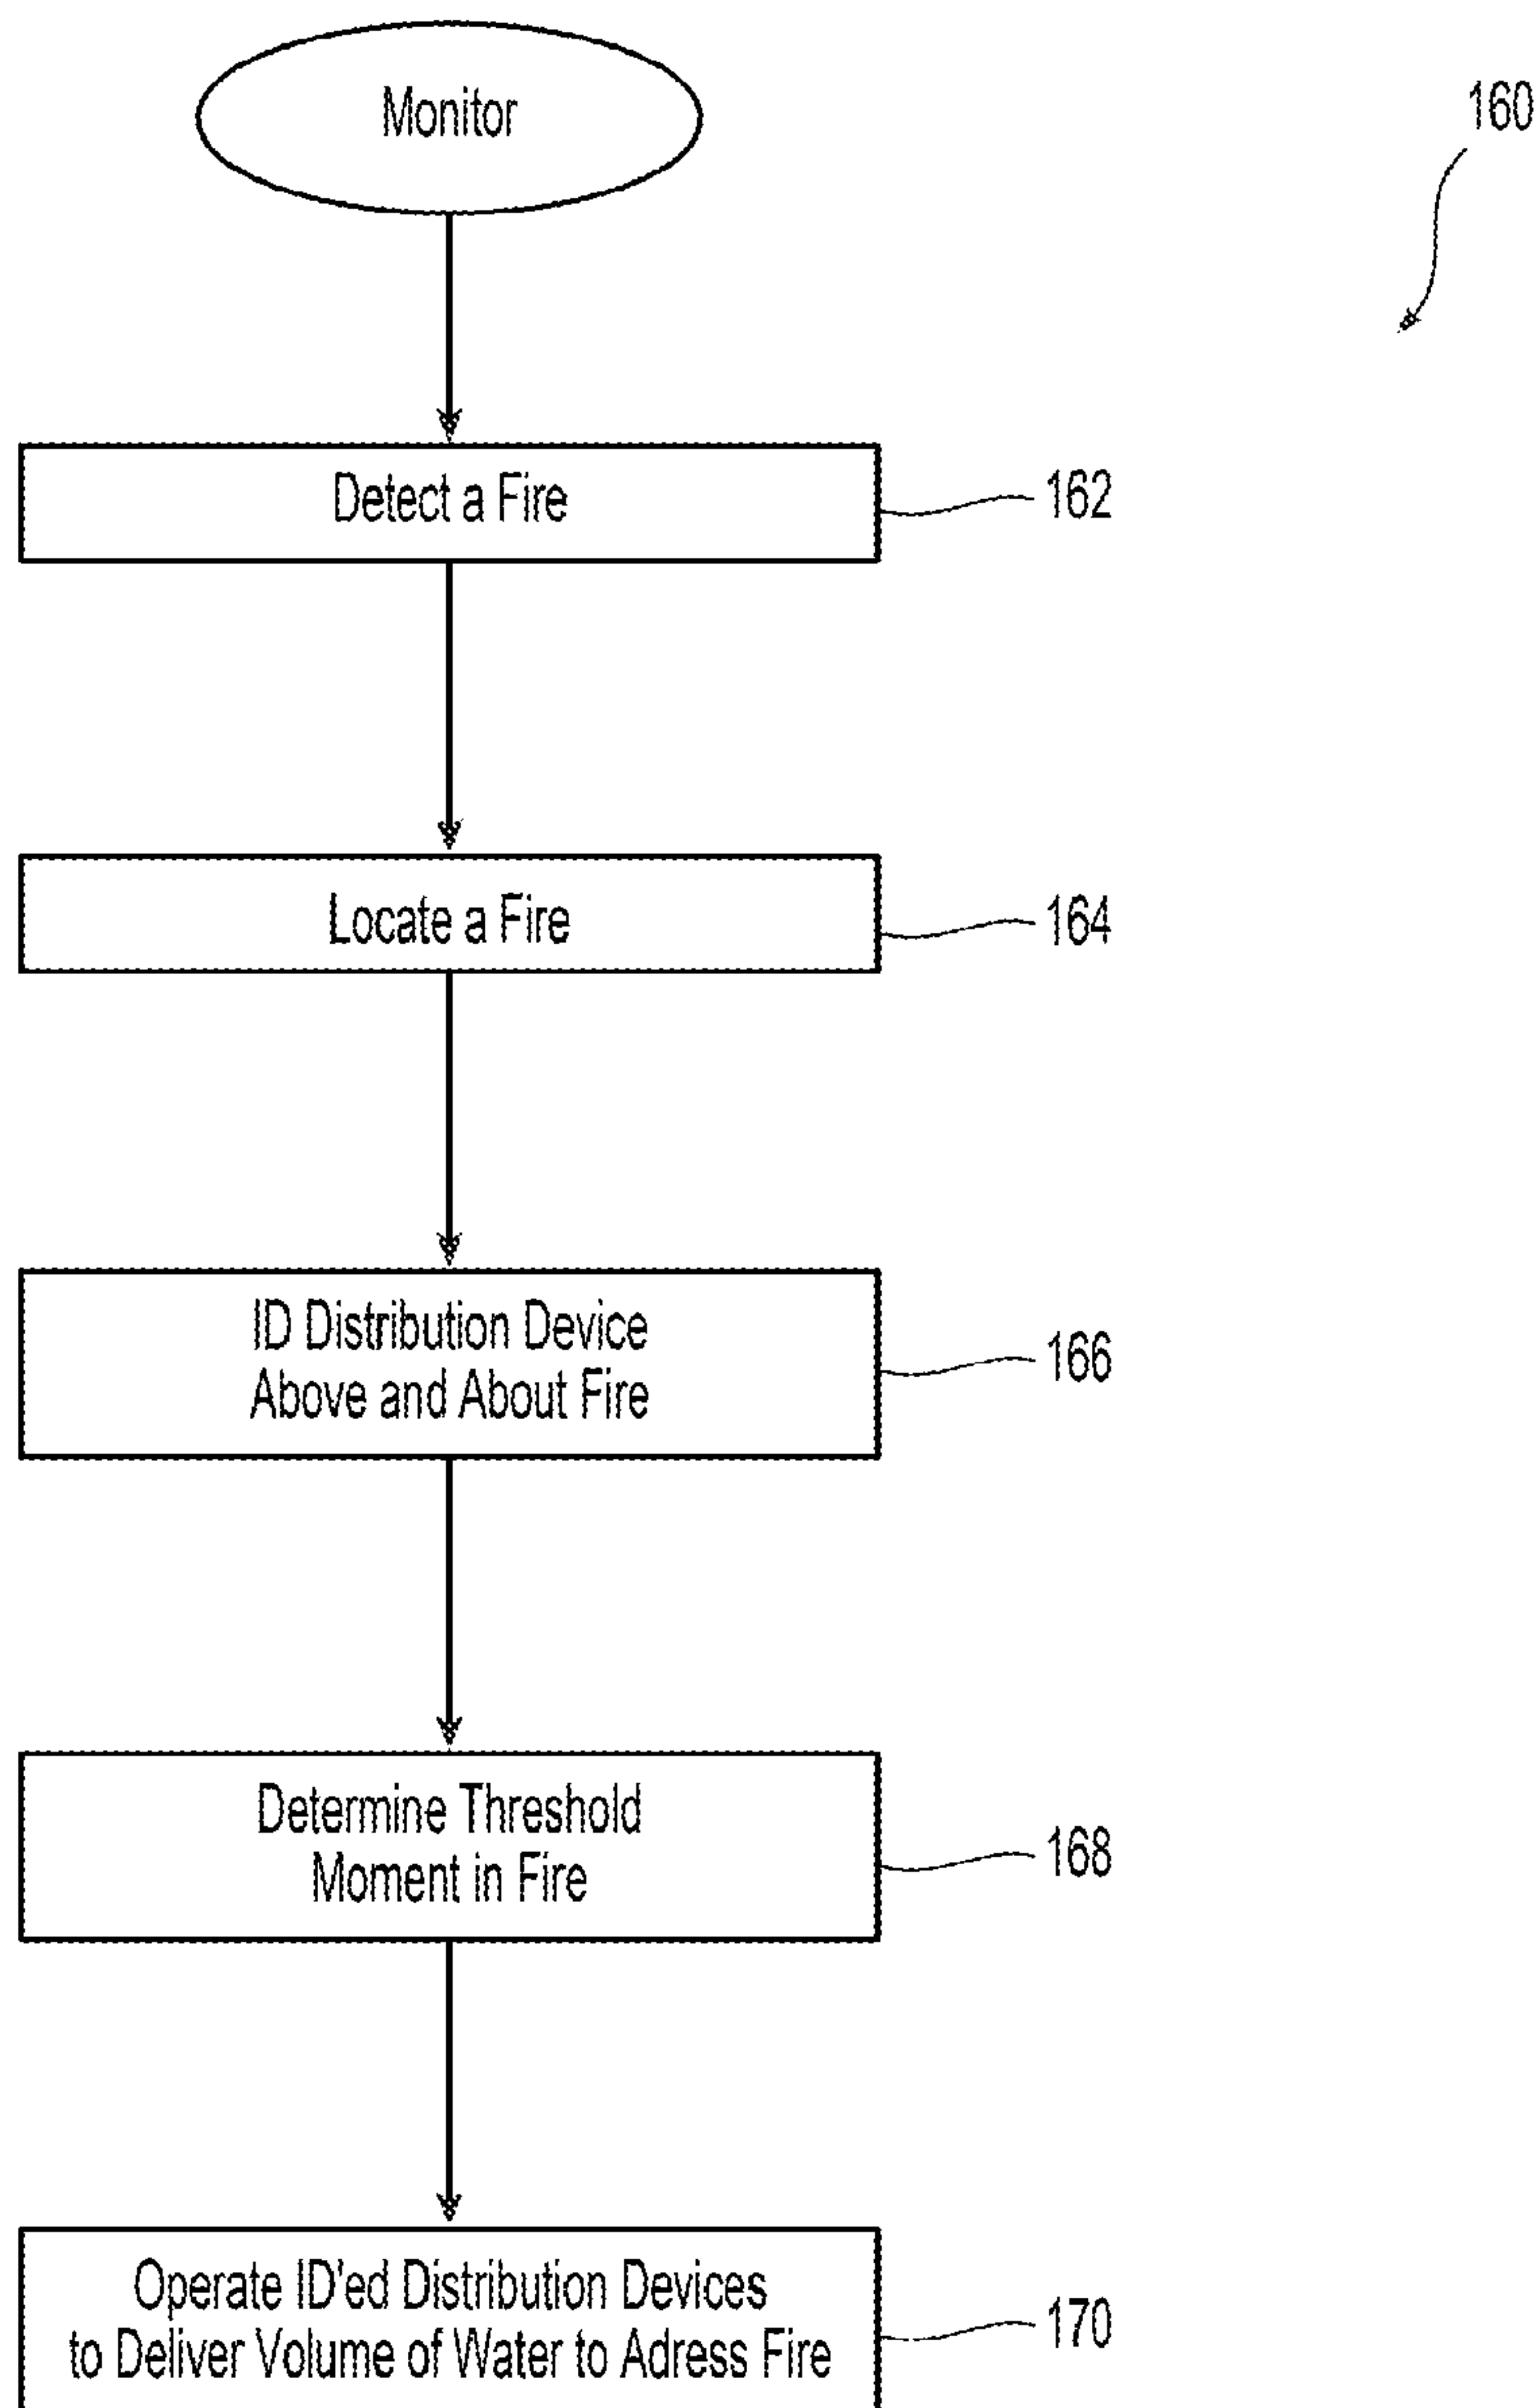 Monitor
160
Detect a Fire
162
Locate a Fire
164
ID Distribution Device
Above and About Fire
166
Determine Threshold
Moment in Fire
168
Operate ID'ed Distribution Devices
to Deliver Volume of Water to Adress Fire
170